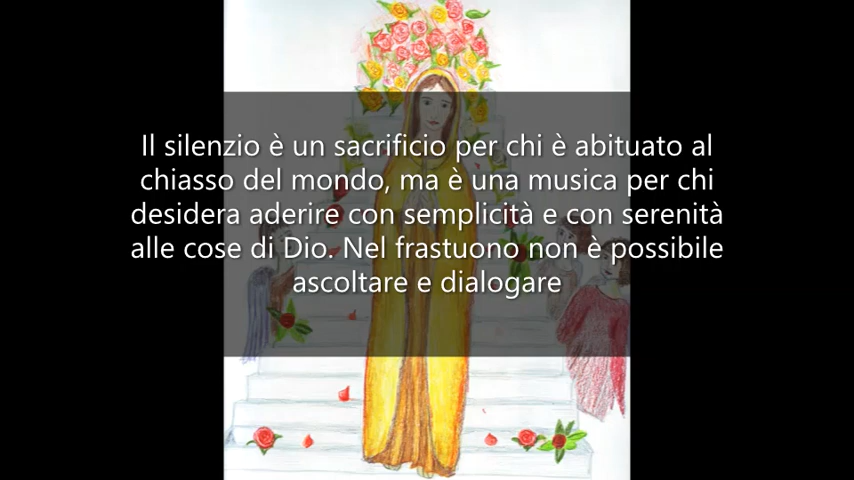 Il silenzio è un sacrificio per chi è abituato al
chiasso del mondo, ma è una musica per chi
desidera aderire con semplicità e con serenità
alle cose di Dio. Nel frastuono non è possibile
ascoltare e dialogare